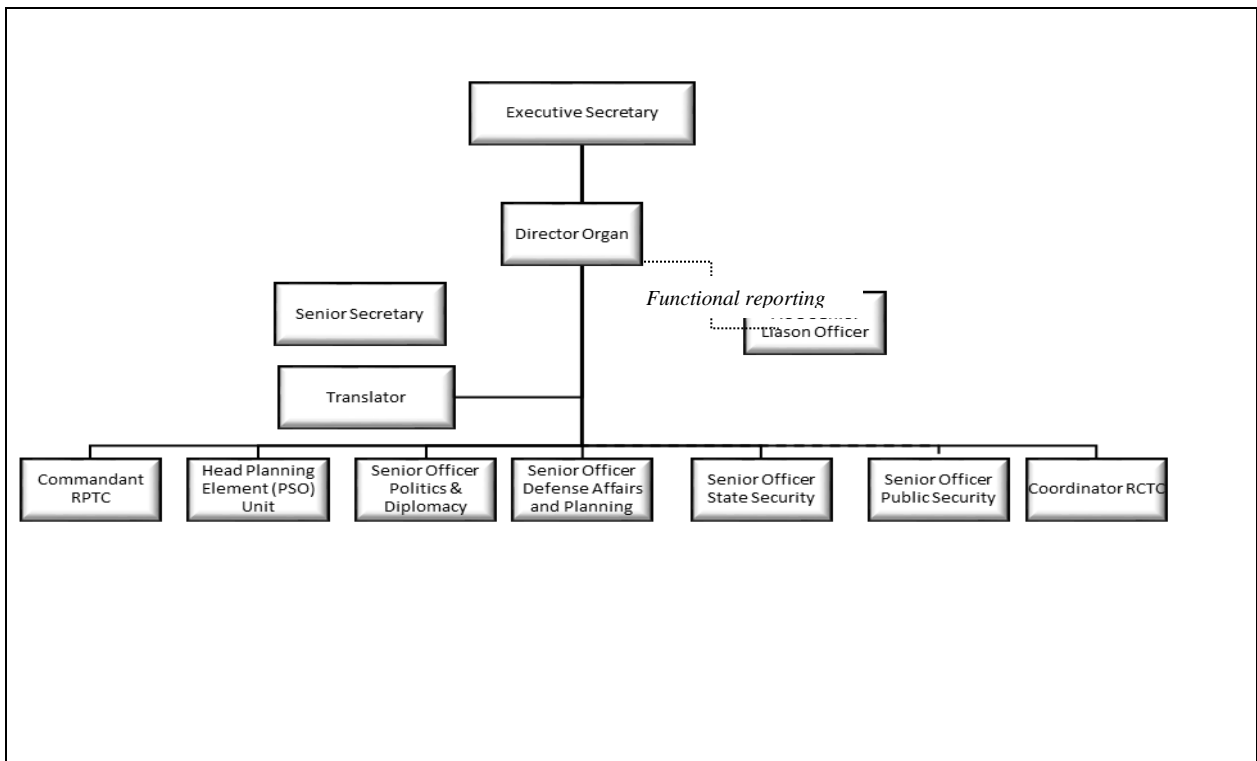 Executive Secretary
Director Organ
Functional reporting
Senior Secretary
Liason Officer
Translator
Commandant
RPTC
Head Planning
Element (PSO)
Unit
Senior Officer
Politics &
Diplomacy
Senior Officer
Defense Affairs
and Planning
Senior Officer
State Security
Senior Officer
Public Security
Coordinator RCTC